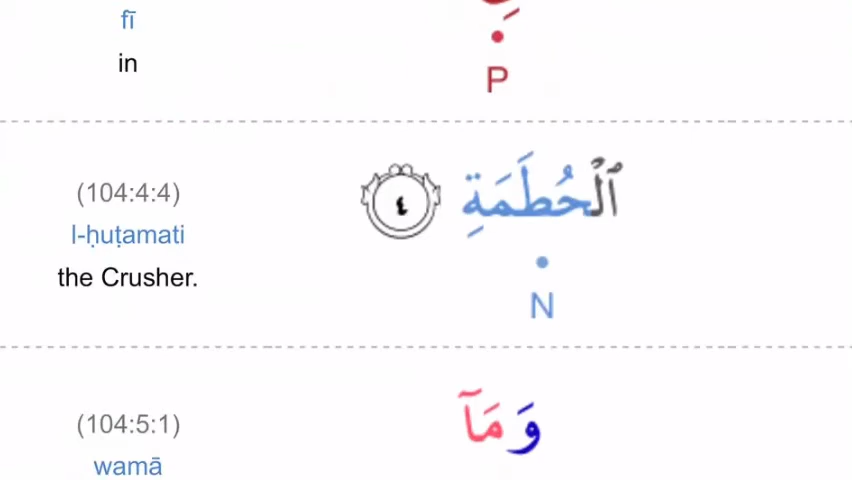 fī
in
P
(104:4:4)
l-ḥuṭamati
the Crusher.
ٱلْحُطَمَةِ ٤
N
(104:5:1)
wamā
وَمَآ